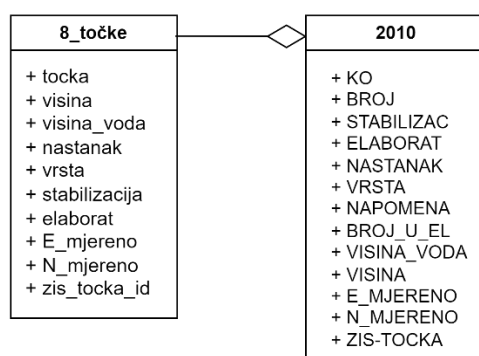 8_točke
+ tocka
+ visina
+ visina_voda
+ nastanak
+ vrsta
+ stabilizacija
+ elaborat
+ E_mjereno
+ N_mjereno
+ zis_tocka_id
2010
+ KO
+ BROJ
+ STABILIZAC
+ ELABORAT
+ NASTANAK
+ VRSTA
+ NAPOMENA
+ BROJ_U_EL
+ VISINA_VODA
+ VISINA
+ E_MJERENO
+ N_MJERENO
+ ZIS-TOCKA